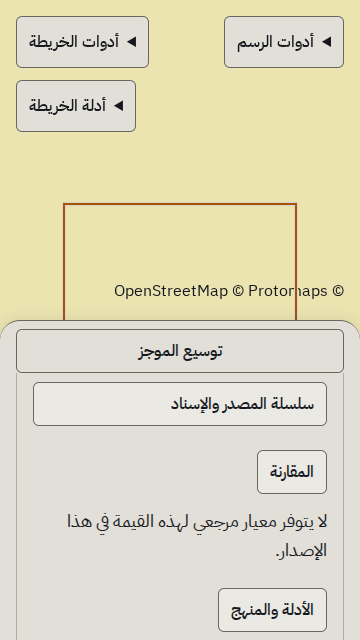 أدوات الرسم
أدوات الخريطة
أدلة الخريطة
OpenStreetMap © Protomaps ©
توسيع الموجز
سلسلة المصدر والإسناد
المقارنة
لا يتوفر معيار مرجعي لهذه القيمة في هذا
الإصدار.
الأدلة والمنهج